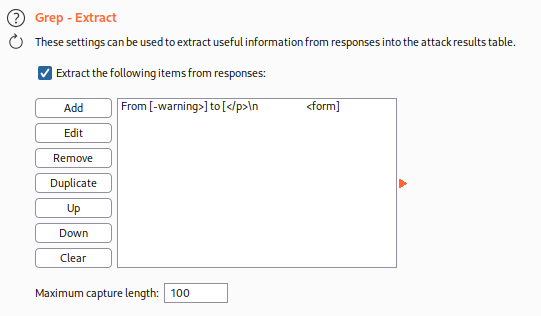 ?
Grep - Extract
These settings can be used to extract useful information from responses into the attack results table.
Extract the following items from responses:
Add
From [-warning>] to [</p>\n                <form]
Edit
Remove
Duplicate
Up
Down
Clear
Maximum capture length: 100